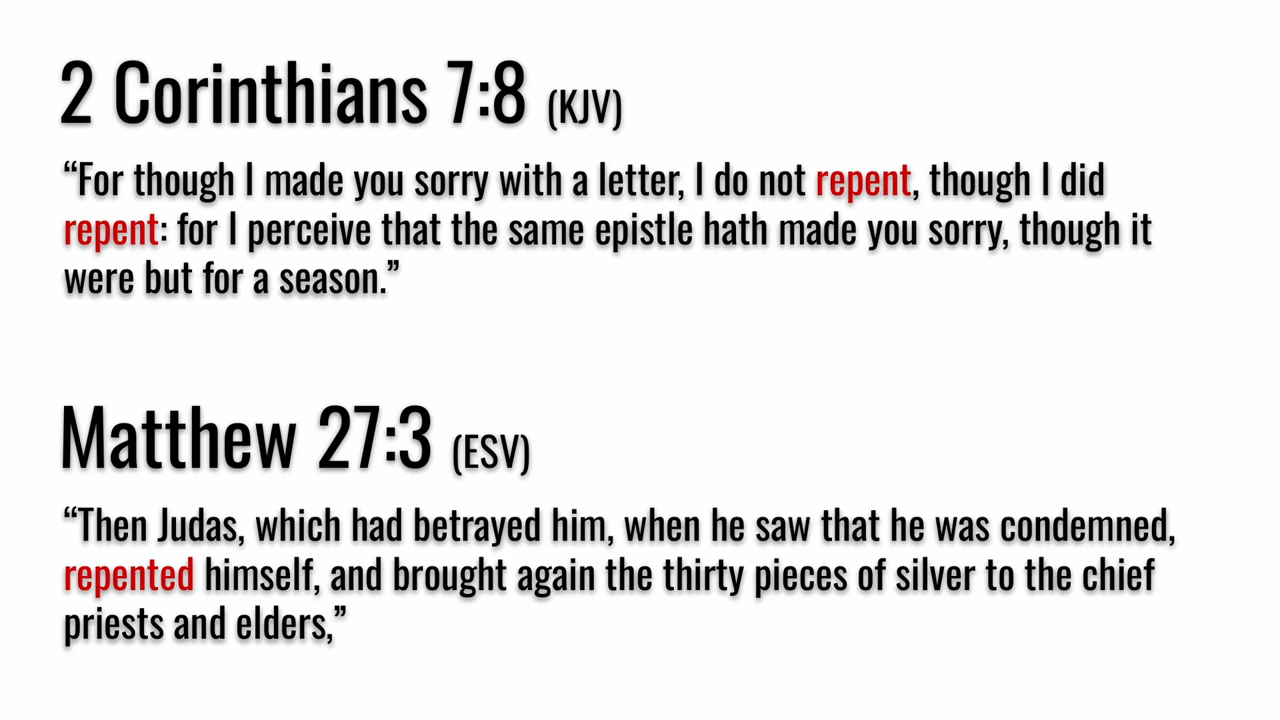 2 Corinthians 7:8 (KJV)
“For though I made you sorry with a letter, I do not repent, though I did
repent: for I perceive that the same epistle hath made you sorry, though it
were but for a season.”
Matthew 27:3 (ESV)
“Then Judas, which had betrayed him, when he saw that he was condemned,
repented himself, and brought again the thirty pieces of silver to the chief
priests and elders,”